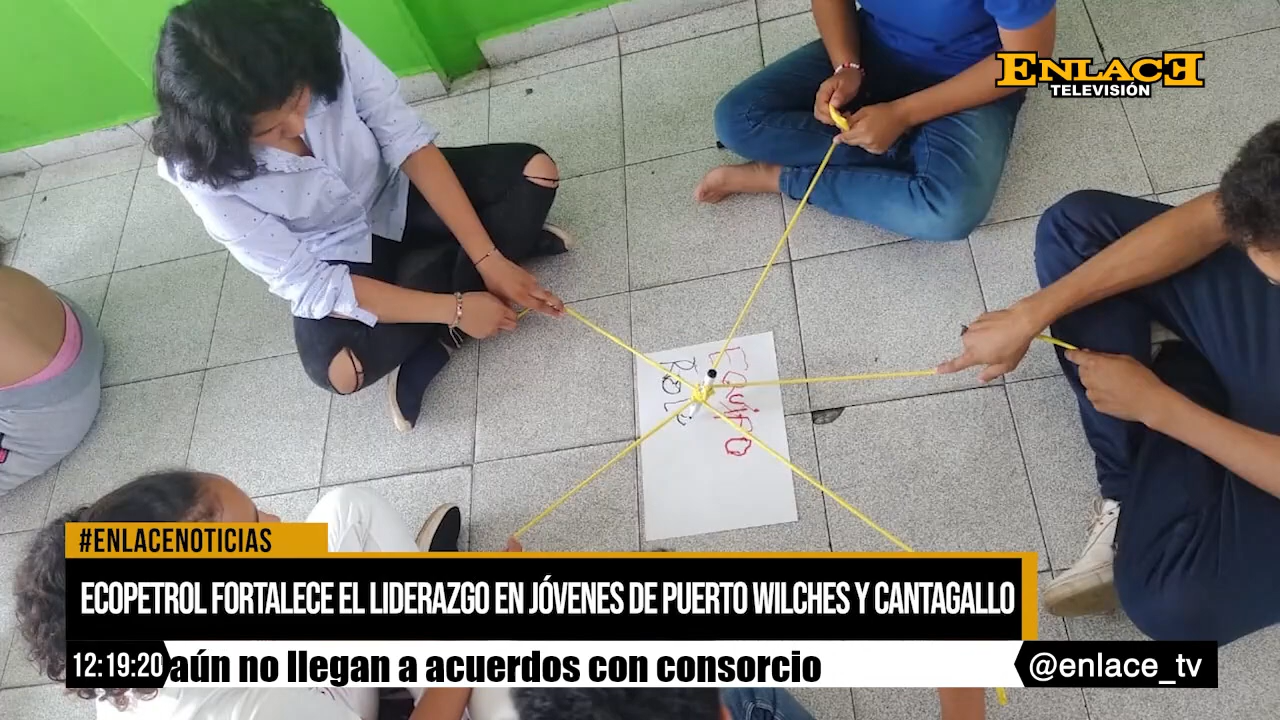 ENLACE
TELEVISIÓN
EQUIPO
#ENLACENOTICIAS
ECOPETROL FORTALECE EL LIDERAZGO EN JÓVENES DE PUERTO WILCHES Y CANTAGALLO
12:19:20 aún no llegan a acuerdos con consorcio @enlace_tv